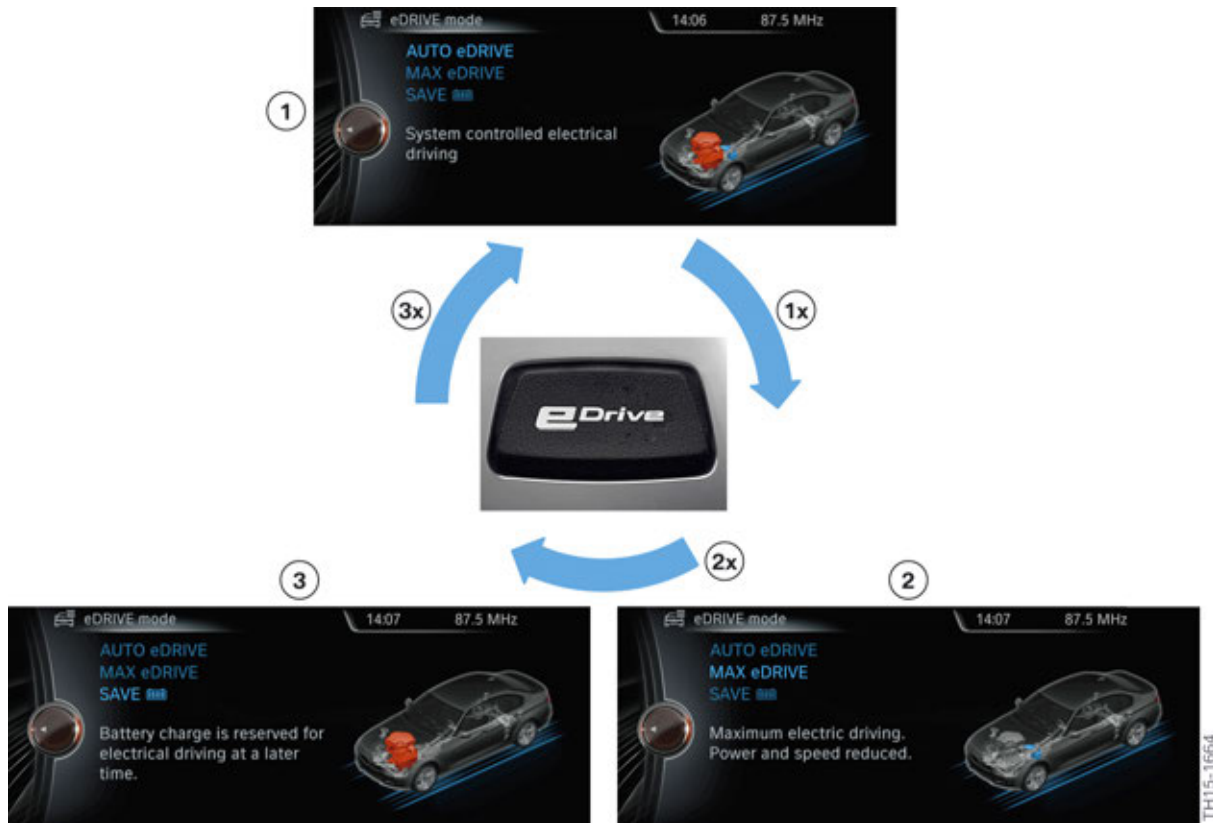 eDRIVE mode 14:06 87.5 MHz
AUTO eDRIVE
MAX eDRIVE
SAVE
System controlled electrical
driving
1
3x
1x
eDrive
2x
3
2
eDRIVE mode 14:07 87.5 MHz
AUTO eDRIVE
MAX eDRIVE
SAVE
Battery charge is reserved for
electrical driving at a later
time.
eDRIVE mode 14:07 87.5 MHz
AUTO eDRIVE
MAX eDRIVE
SAVE
Maximum electric driving.
Power and speed reduced.
TH15-1664